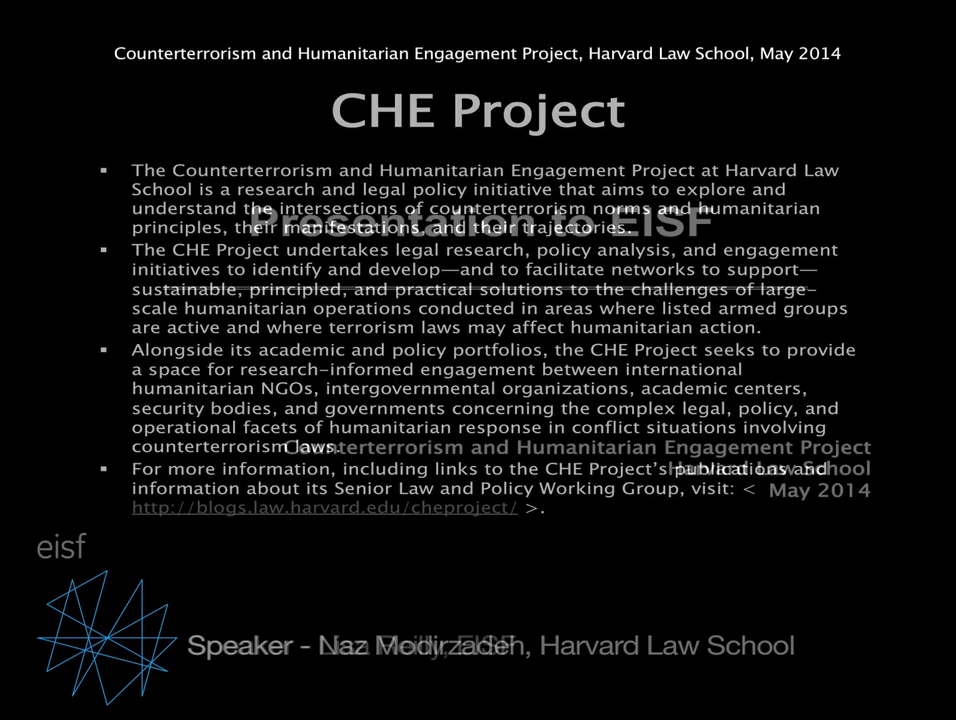 Counterterrorism and Humanitarian Engagement Project, Harvard Law School, May 2014
CHE Project
▪ The Counterterrorism and Humanitarian Engagement Project at Harvard Law
School is a research and legal policy initiative that aims to explore and
understand the intersections of counterterrorism norms and humanitarian
Presentation to EISF
principles, their manifestations, and their trajectories.
▪ The CHE Project undertakes legal research, policy analysis, and engagement
initiatives to identify and develop—and to facilitate networks to support—
sustainable, principled, and practical solutions to the challenges of large-
scale humanitarian operations conducted in areas where listed armed groups
are active and where terrorism laws may affect humanitarian action.
▪ Alongside its academic and policy portfolios, the CHE Project seeks to provide
a space for research-informed engagement between international
humanitarian NGOs, intergovernmental organizations, academic centers,
security bodies, and governments concerning the complex legal, policy, and
operational facets of humanitarian response in conflict situations involving
counterterrorism laws.
Counterterrorism and Humanitarian Engagement Project
▪ For more information, including links to the CHE Project's publications and
Harvard Law School
information about its Senior Law and Policy Working Group, visit: <
May 2014
http://blogs.law.harvard.edu/cheproject/ >.
eisf
Speaker - Naz Modirzadeh, Harvard Law School